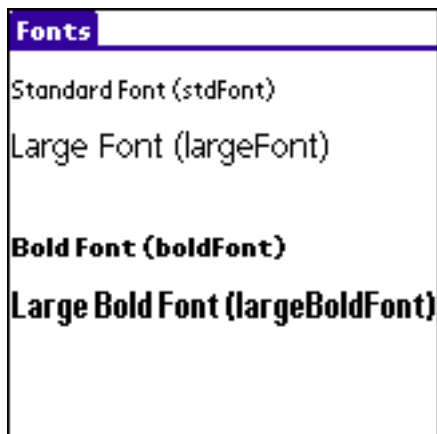 Fonts
Standard Font (stdFont)
Large Font (largeFont)
Bold Font (boldFont)
Large Bold Font (largeBoldFont)